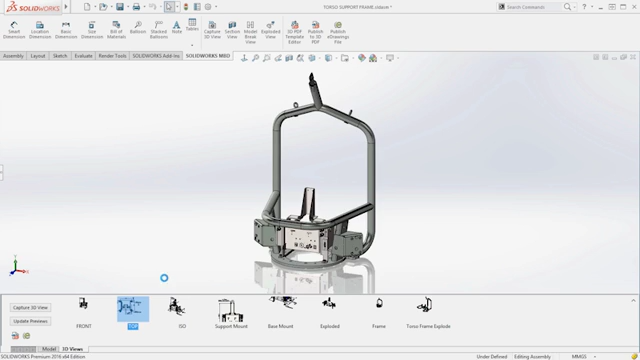 SOLIDWORKS
TORSO SUPPORT FRAME.sldasm *
Search Commands
Smart Dimension
Location Dimension
Basic Dimension
Size Dimension
Bill of Materials
Balloon
Stacked Balloons
Note
Tables
Capture 3D View
Section View
Model Break View
Exploded View
3D PDF Template Editor
Publish to 3D PDF
Publish eDrawings File
Assembly
Layout
Sketch
Evaluate
Render Tools
SOLIDWORKS Add-Ins
SOLIDWORKS MBD
Capture 3D View
Update Previews
FRONT
TOP
ISO
Support Mount
Base Mount
Exploded
Frame
Torso Frame Explode
Model
3D Views
SOLIDWORKS Premium 2016 x64 Edition
Under Defined
Editing Assembly
MMGS